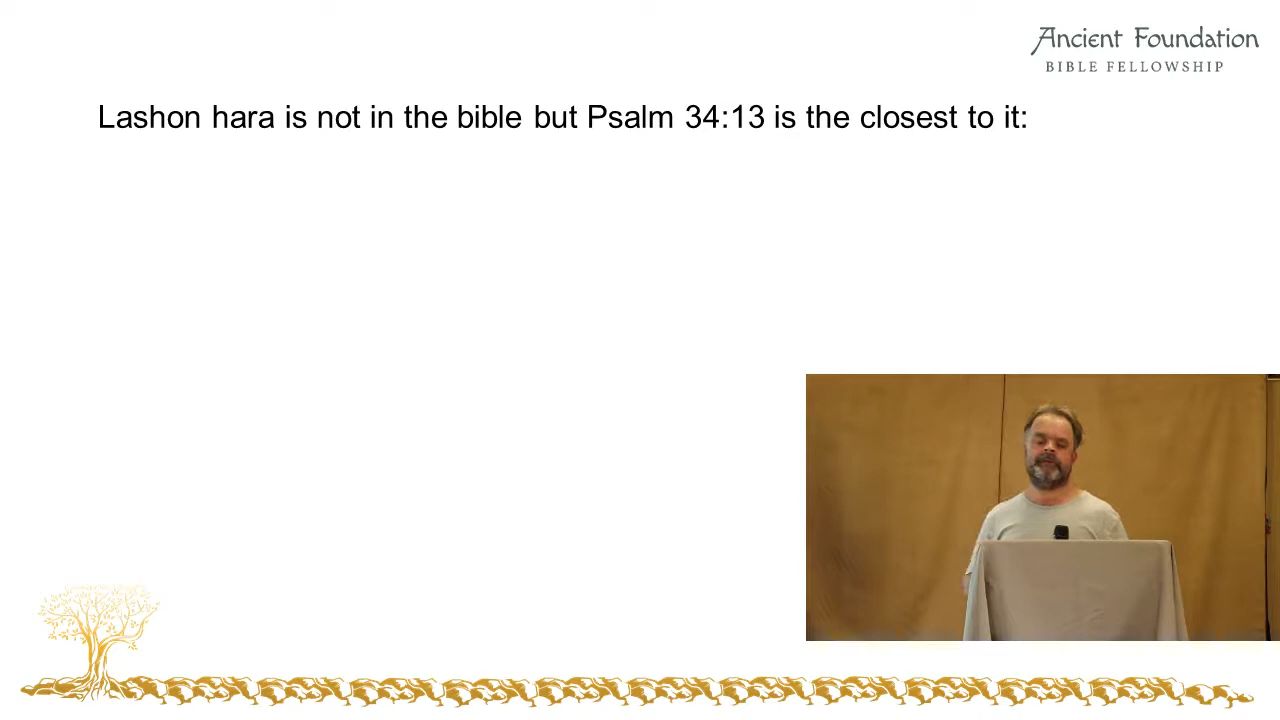 Ancient Foundation
BIBLE FELLOWSHIP
Lashon hara is not in the bible but Psalm 34:13 is the closest to it: